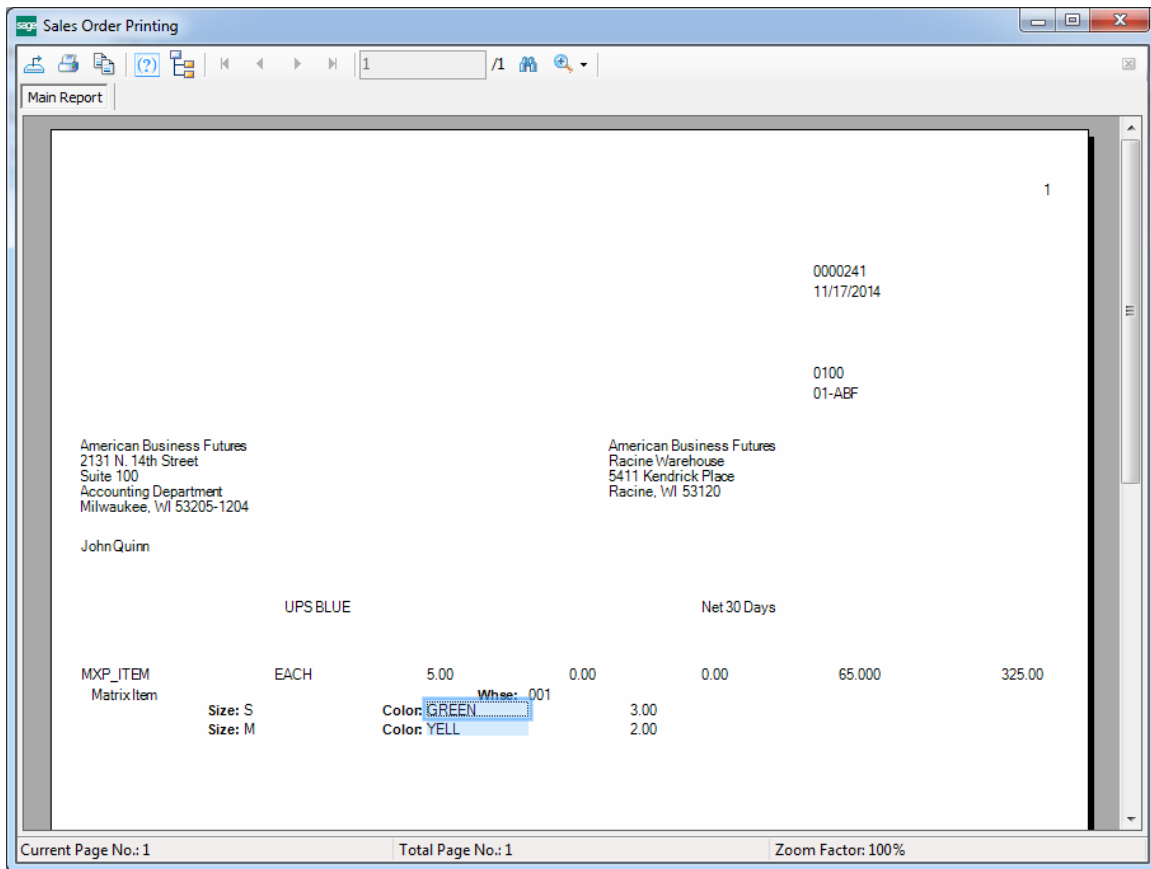 sage Sales Order Printing
1 /1
Main Report
1
0000241
11/17/2014
0100
01-ABF
American Business Futures
2131 N. 14th Street
Suite 100
Accounting Department
Milwaukee, WI 53205-1204
American Business Futures
Racine Warehouse
5411 Kendrick Place
Racine, WI 53120
John Quinn
UPS BLUE Net 30 Days
MXP_ITEM EACH 5.00 0.00 0.00 65.000 325.00
Matrix Item Whse: 001
Size: S Color: GREEN 3.00
Size: M Color: YELL 2.00
Current Page No.: 1 Total Page No.: 1 Zoom Factor: 100%